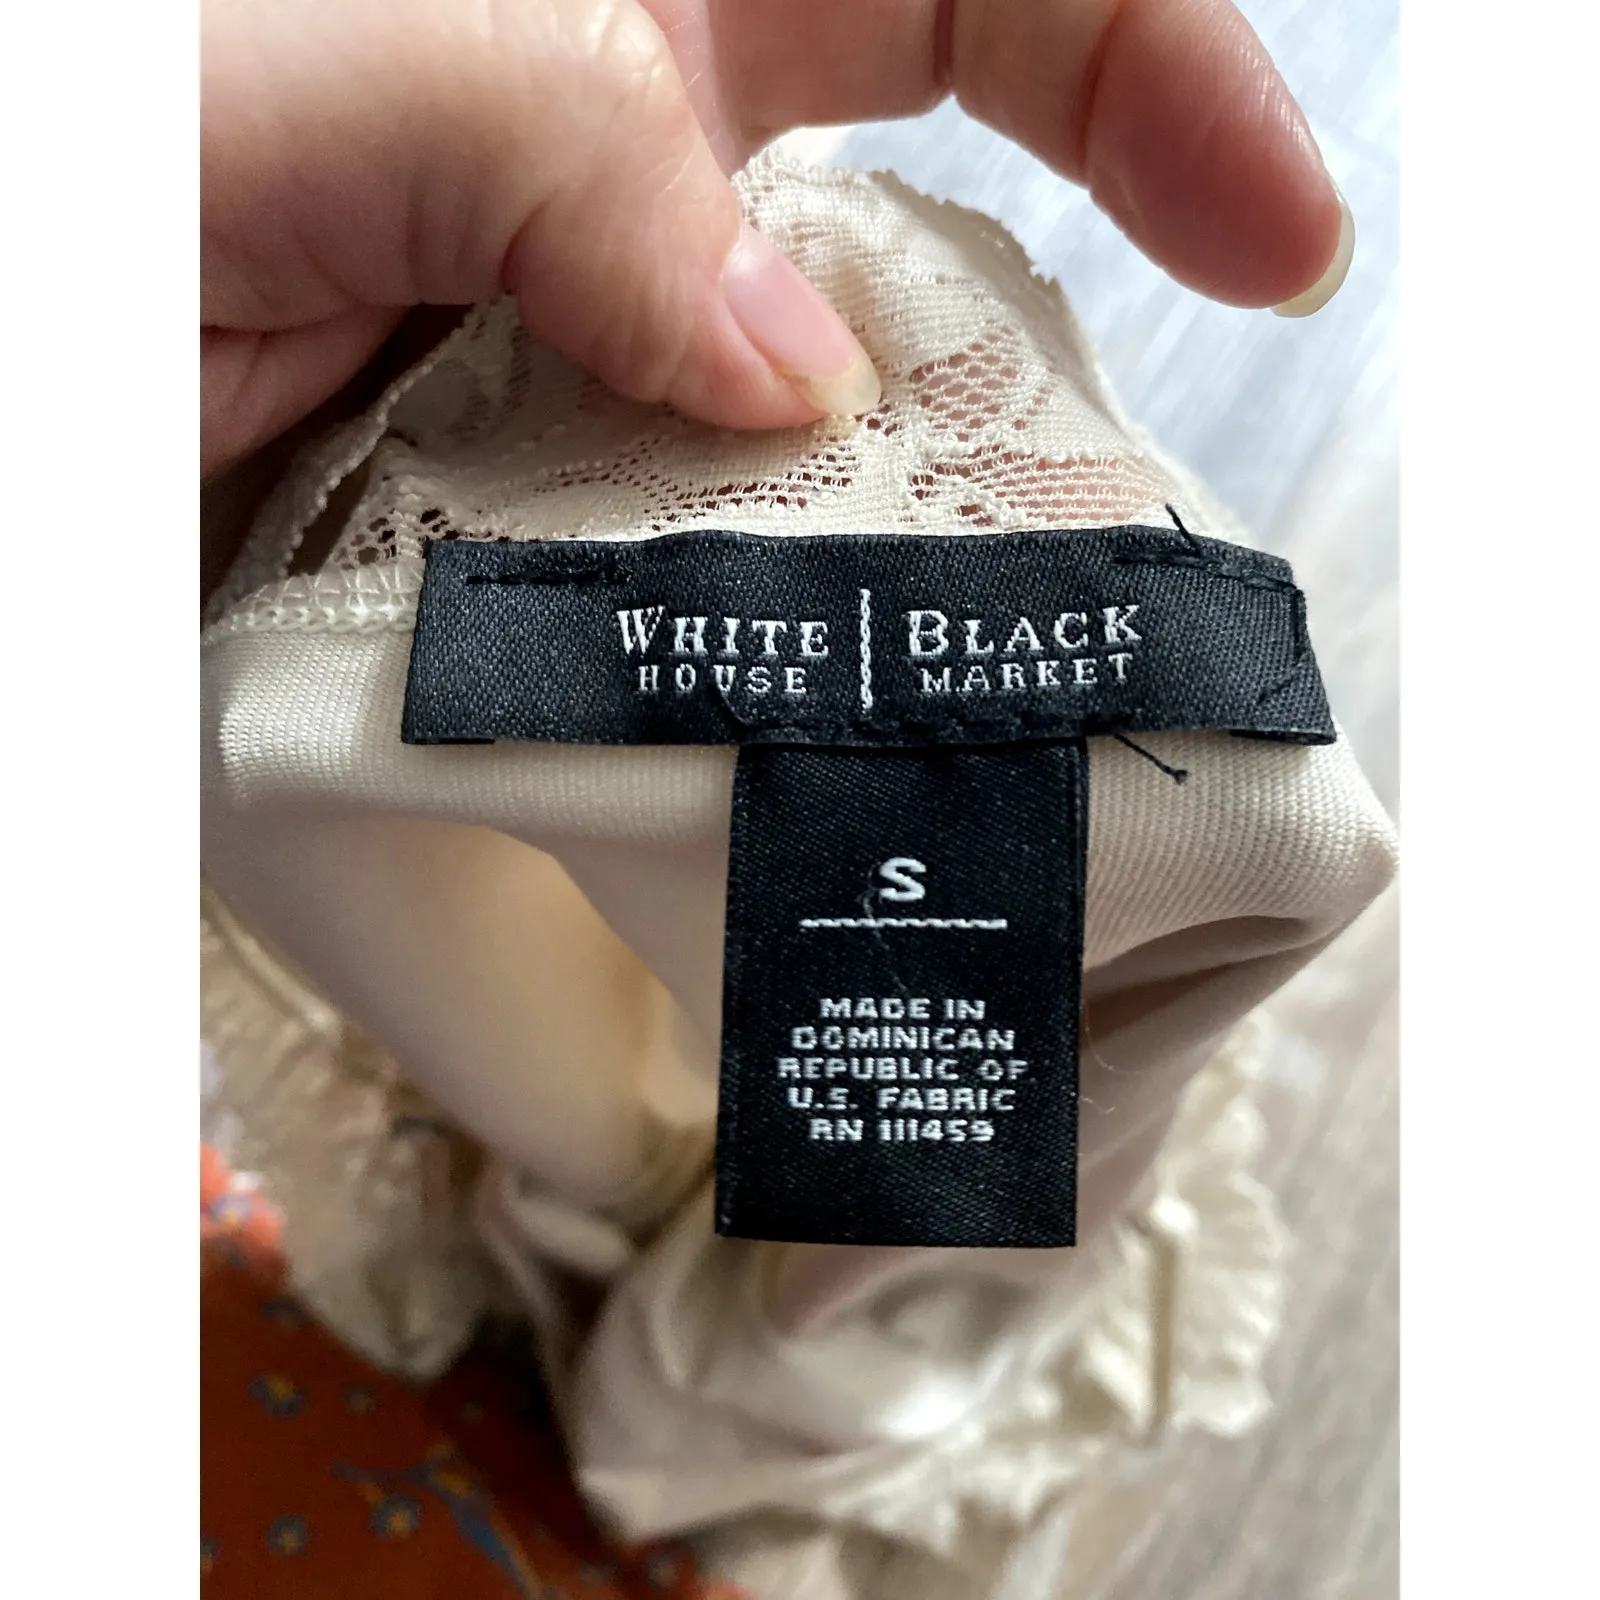 WHITE | BLACK
HOUSE | MARKET
S
MADE IN
DOMINICAN
REPUBLIC OF
U.S. FABRIC
RN 111459